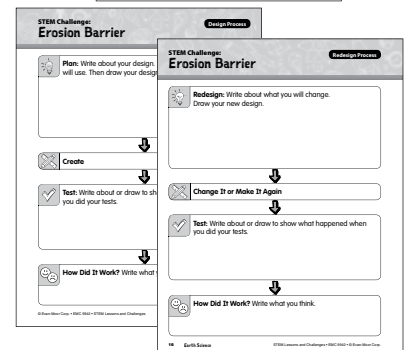 STEM Challenge:
Erosion Barrier
Design Process
Plan: Write about your design.
will use. Then draw your design
Create
Test: Write about or draw to sh
you did your tests.
How Did It Work? Write what
© Evan-Moor Corp. • EMC 9942 • STEM Lessons and Challenges
STEM Challenge:
Erosion Barrier
Redesign Process
Redesign: Write about what you will change.
Draw your new design.
Change It or Make It Again
Test: Write about or draw to show what happened when
you did your tests.
How Did It Work? Write what you think.
16 Earth Science
STEM Lessons and Challenges • EMC 9942 • © Evan-Moor Corp.